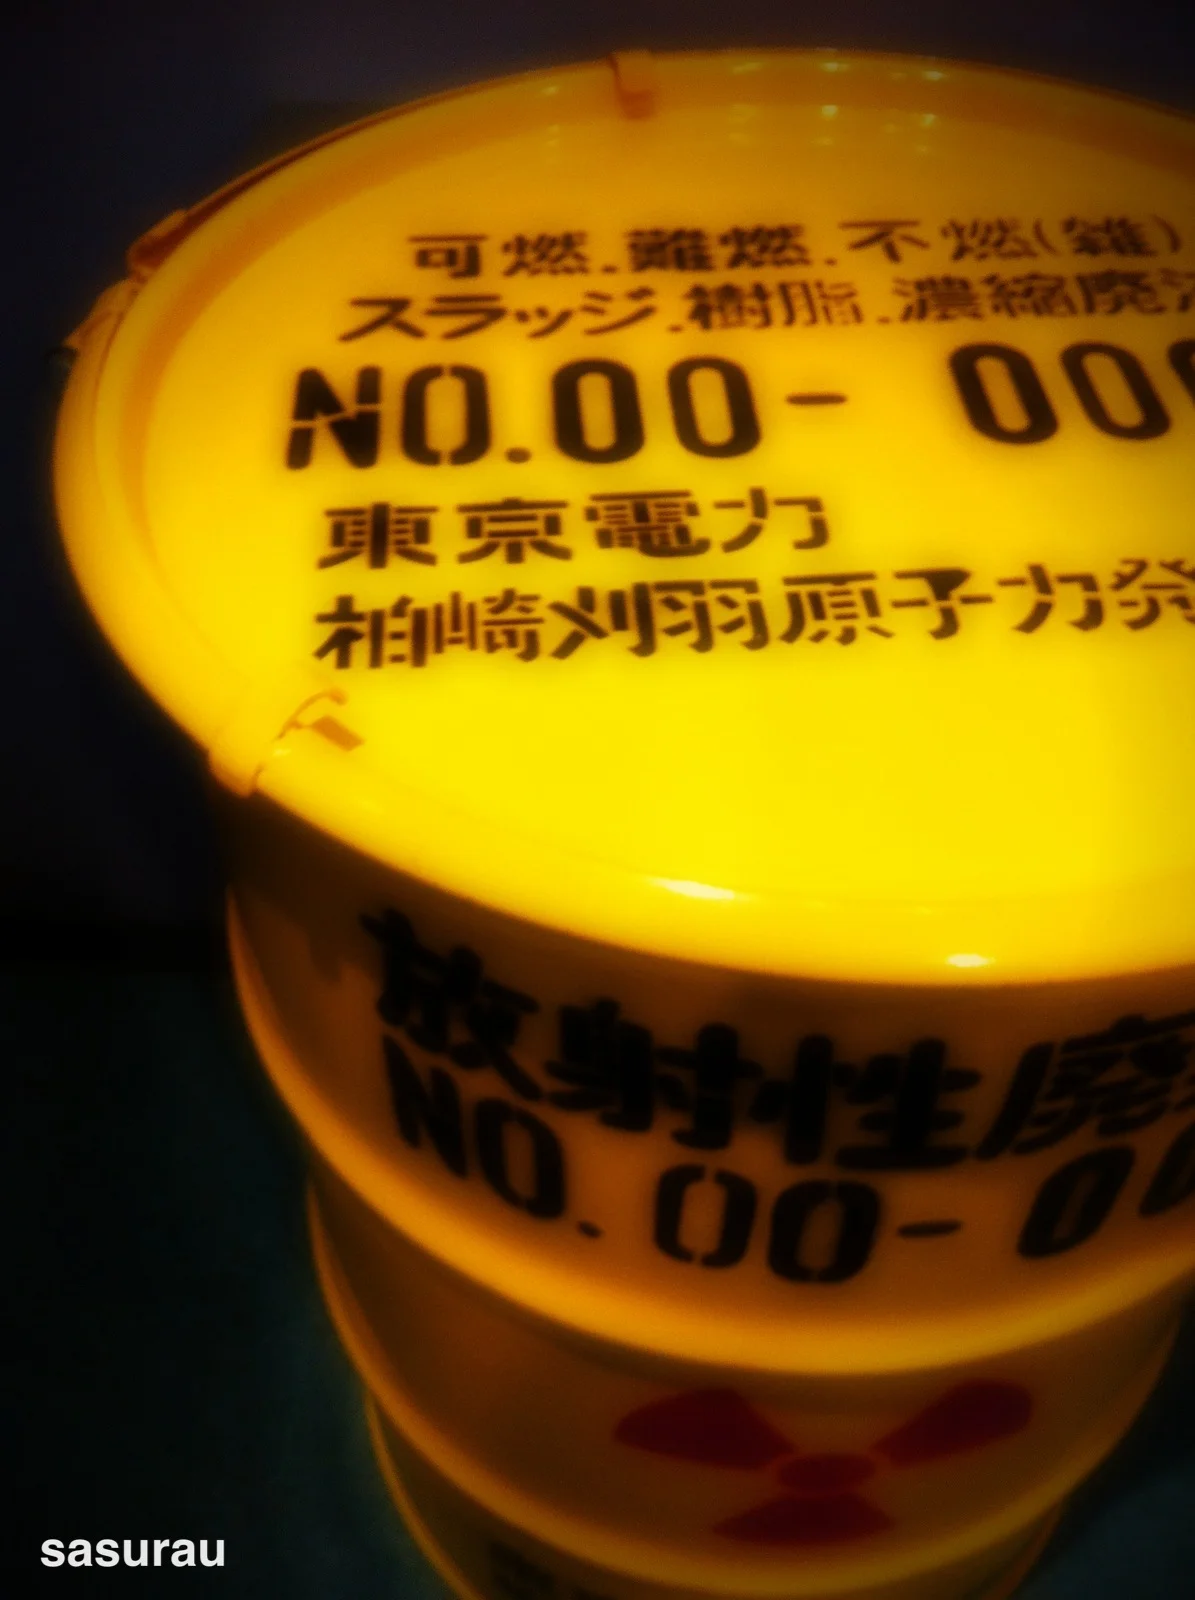 可燃.難燃.不燃(雑)
スラッジ.樹脂.濃縮廃
NO.00- 00
東京電力
柏崎刈羽原子力発
放射性廃
NO.00- 0
sasurau